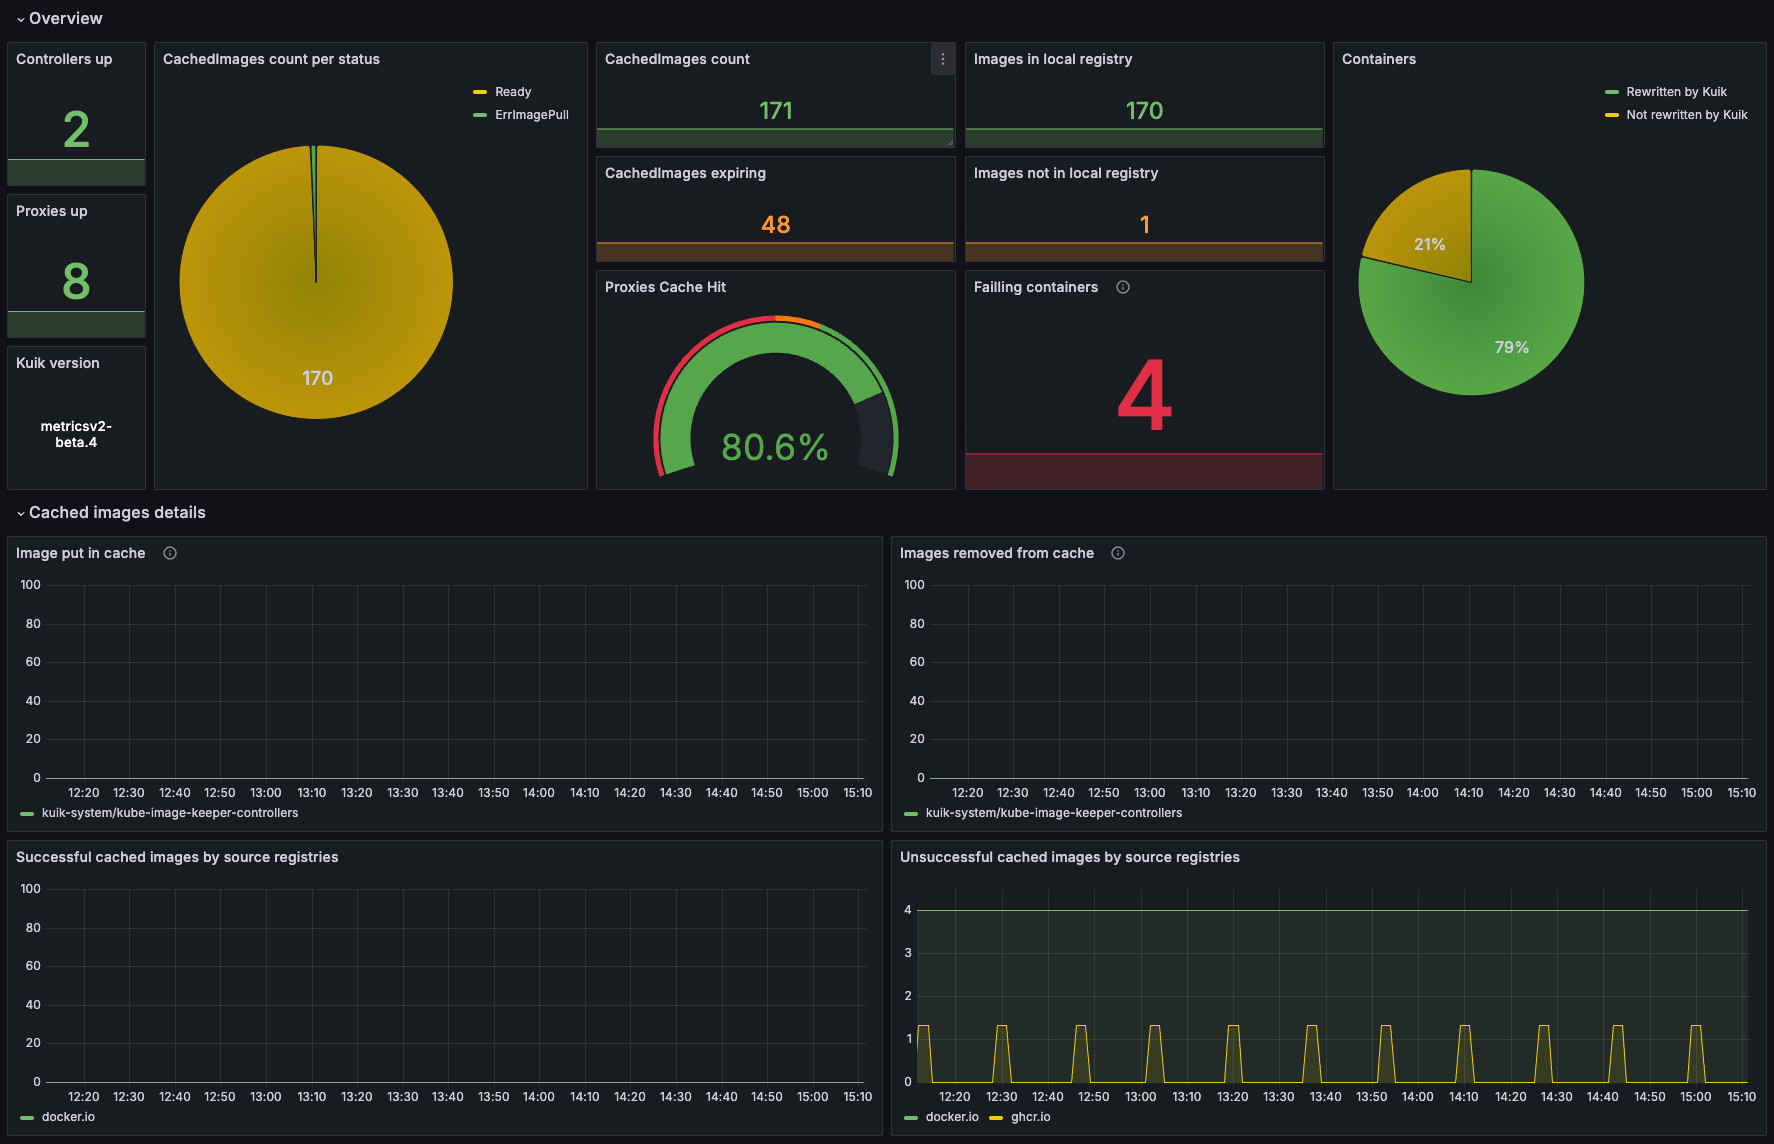 Overview
Controllers up
2
Proxies up
8
Kuik version
metricsv2-
beta.4
CachedImages count per status
Ready
ErrImagePull
170
CachedImages count
171
CachedImages expiring
48
Proxies Cache Hit
80.6%
Images in local registry
170
Images not in local registry
1
Failling containers
4
Containers
Rewritten by Kuik
Not rewritten by Kuik
21%
79%
Cached images details
Image put in cache
100
80
60
40
20
0
12:20 12:30 12:40 12:50 13:00 13:10 13:20 13:30 13:40 13:50 14:00 14:10 14:20 14:30 14:40 14:50 15:00 15:10
kuik-system/kube-image-keeper-controllers
Images removed from cache
100
80
60
40
20
0
12:20 12:30 12:40 12:50 13:00 13:10 13:20 13:30 13:40 13:50 14:00 14:10 14:20 14:30 14:40 14:50 15:00 15:10
kuik-system/kube-image-keeper-controllers
Successful cached images by source registries
100
80
60
40
20
0
12:20 12:30 12:40 12:50 13:00 13:10 13:20 13:30 13:40 13:50 14:00 14:10 14:20 14:30 14:40 14:50 15:00 15:10
docker.io
Unsuccessful cached images by source registries
4
3
2
1
0
12:20 12:30 12:40 12:50 13:00 13:10 13:20 13:30 13:40 13:50 14:00 14:10 14:20 14:30 14:40 14:50 15:00 15:10
docker.io ghcr.io